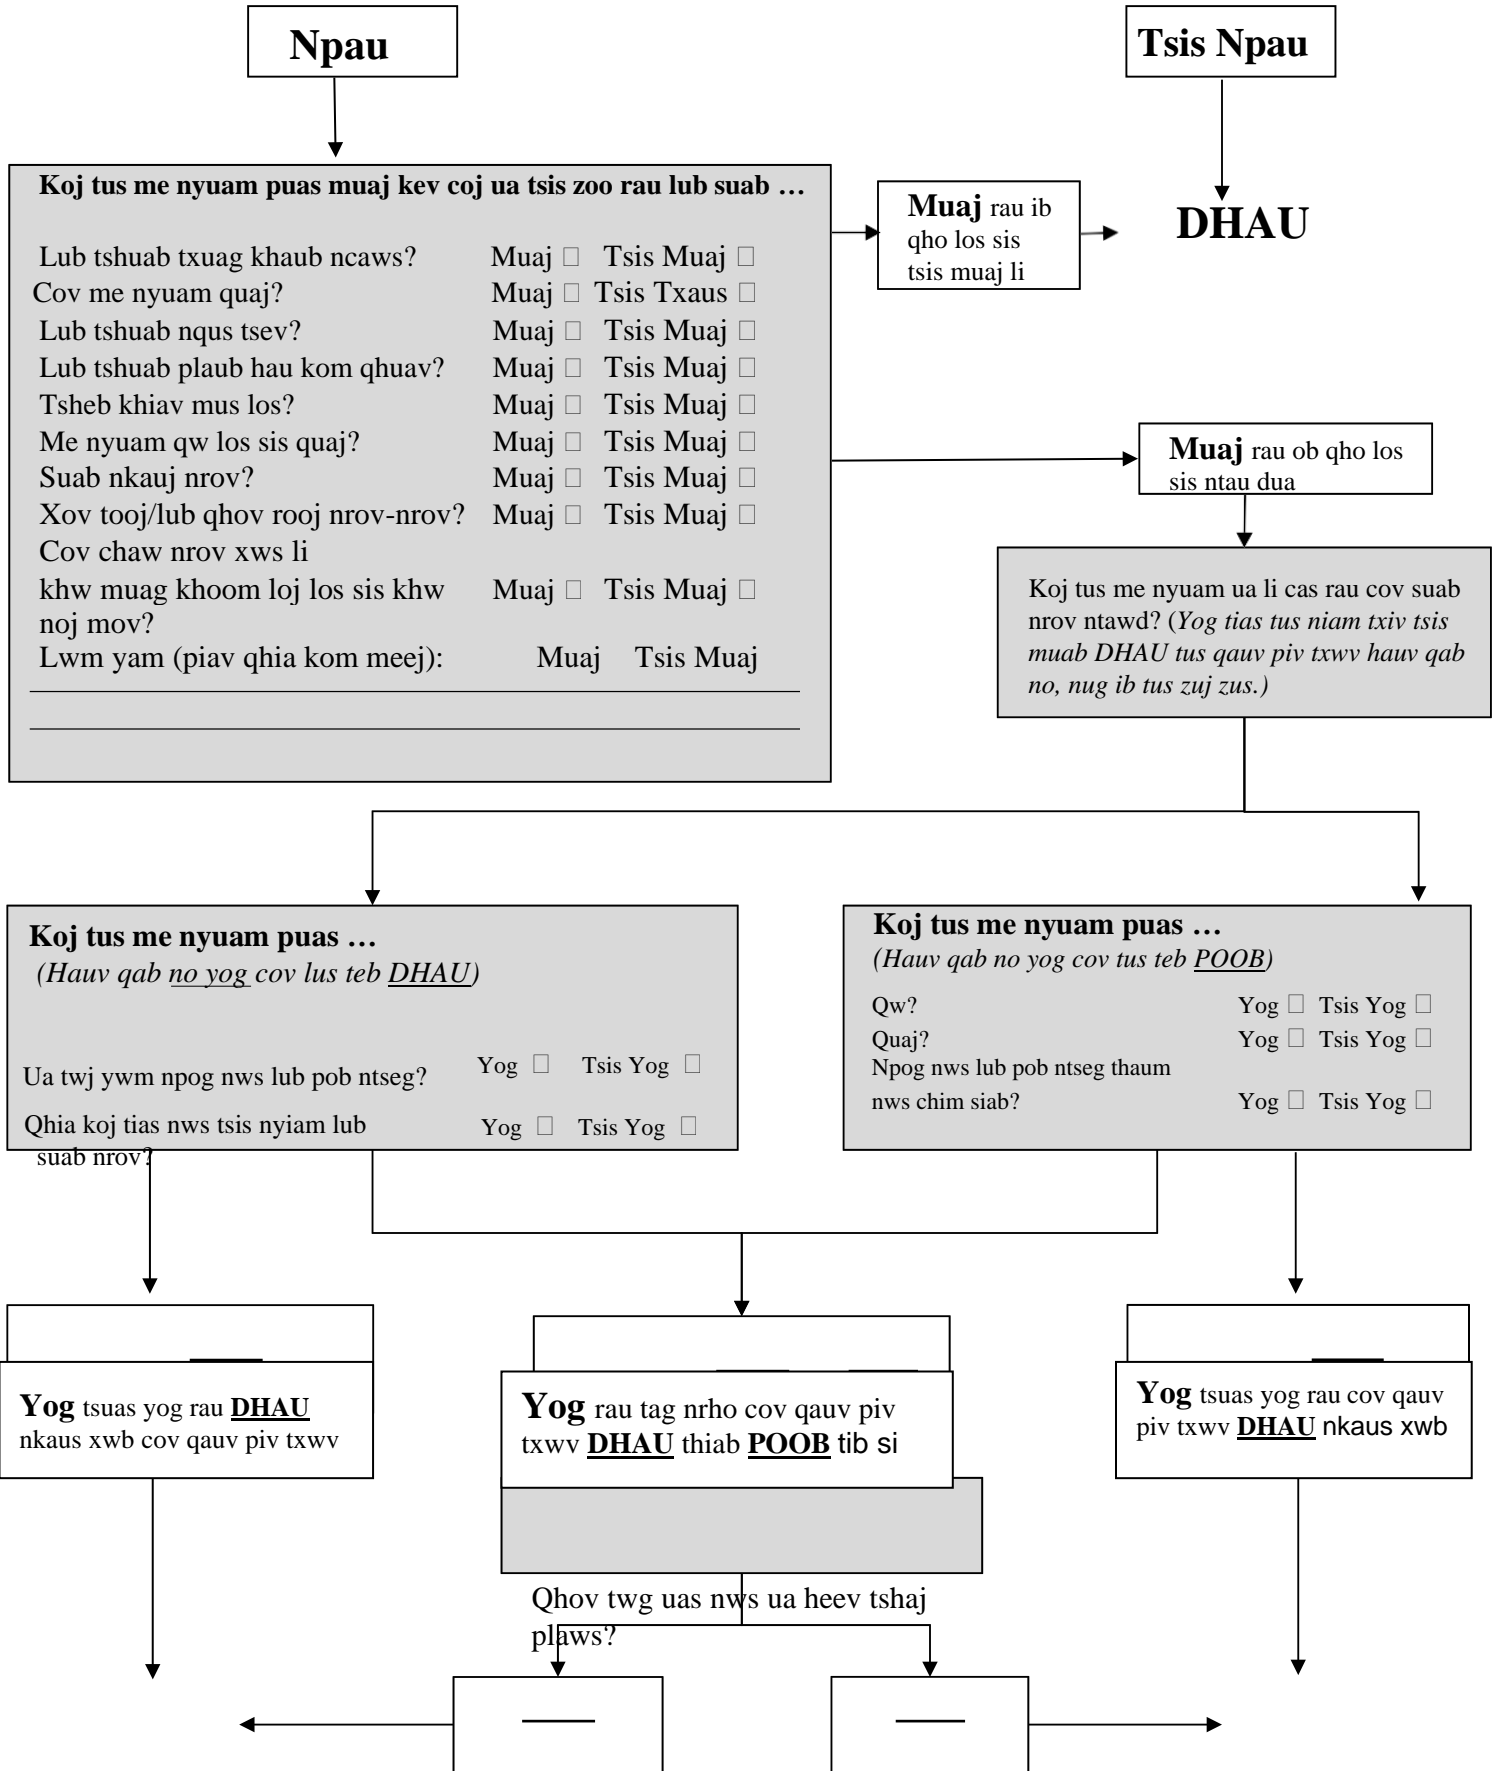 Npau
Tsis Npau
Koj tus me nyuam puas muaj kev coj ua tsis zoo rau lub suab …
Lub tshuab txuag khaub ncaws? Muaj □ Tsis Muaj □
Cov me nyuam quaj? Muaj □ Tsis Txaus □
Lub tshuab nqus tsev? Muaj □ Tsis Muaj □
Lub tshuab plaub hau kom qhuav? Muaj □ Tsis Muaj □
Tsheb khiav mus los? Muaj □ Tsis Muaj □
Me nyuam qw los sis quaj? Muaj □ Tsis Muaj □
Suab nkauj nrov? Muaj □ Tsis Muaj □
Xov tooj/lub qhov rooj nrov-nrov? Muaj □ Tsis Muaj □
Cov chaw nrov xws li
khw muag khoom loj los sis khw Muaj □ Tsis Muaj □
noj mov?
Lwm yam (piav qhia kom meej): Muaj Tsis Muaj
Muaj rau ib
qho los sis
tsis muaj li
DHAU
Muaj rau ob qho los
sis ntau dua
Koj tus me nyuam ua li cas rau cov suab
nrov ntawd? (Yog tias tus niam txiv tsis
muab DHAU tus qauv piv txwv hauv qab
no, nug ib tus zuj zus.)
Koj tus me nyuam puas …
(Hauv qab no yog cov lus teb DHAU)
Ua twj ywm npog nws lub pob ntseg? Yog □ Tsis Yog □
Qhia koj tias nws tsis nyiam lub Yog □ Tsis Yog □
suab nrov?
Koj tus me nyuam puas …
(Hauv qab no yog cov tus teb POOB)
Qw? Yog □ Tsis Yog □
Quaj? Yog □ Tsis Yog □
Npog nws lub pob ntseg thaum
nws chim siab? Yog □ Tsis Yog □
Yog tsuas yog rau DHAU
nkaus xwb cov qauv piv txwv
Yog rau tag nrho cov qauv piv
txwv DHAU thiab POOB tib si
Yog tsuas yog rau cov qauv
piv txwv DHAU nkaus xwb
Qhov twg uas nws ua heev tshaj
plaws?